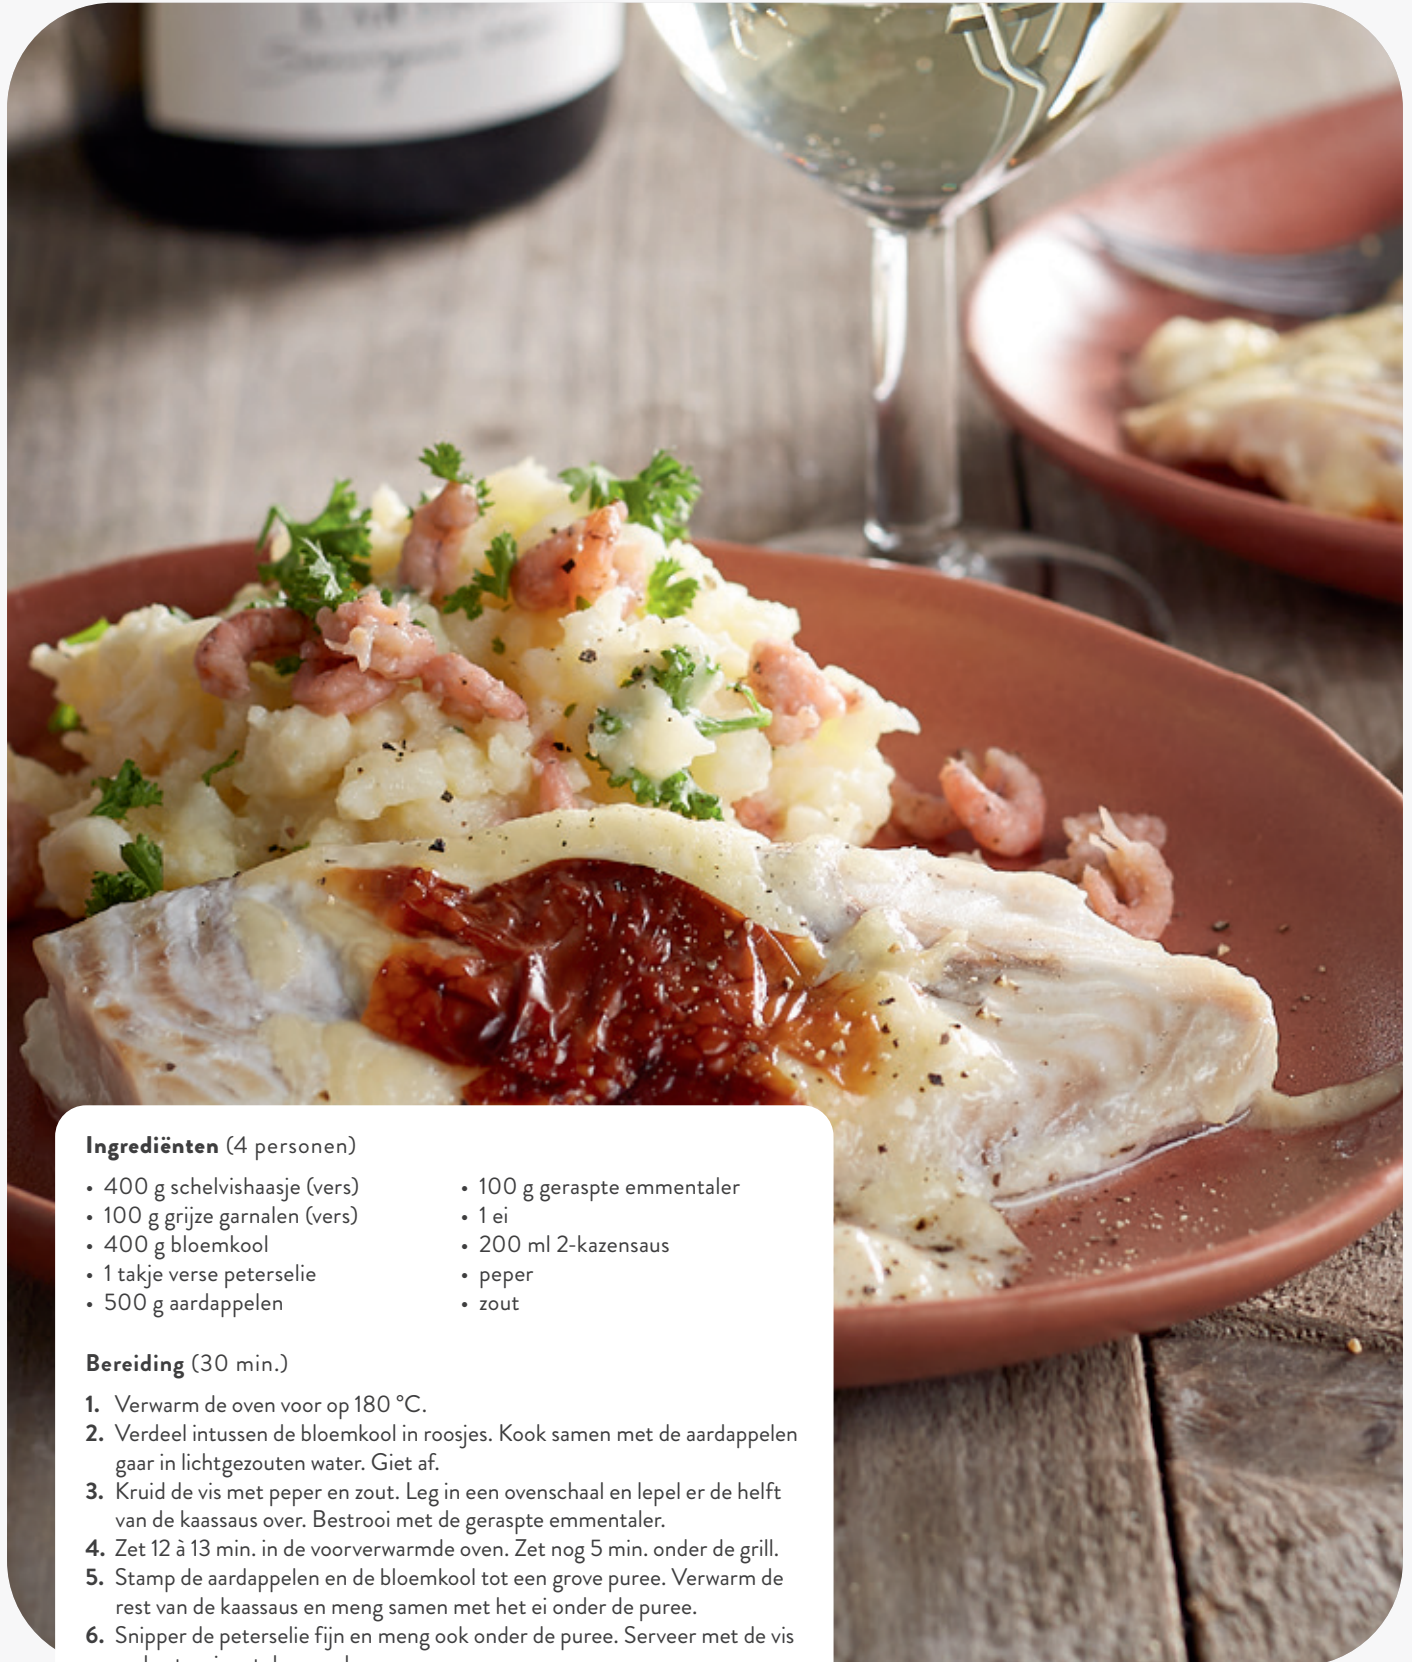 Ingrediënten (4 personen)
• 400 g schelvishaasje (vers)
• 100 g grijze garnalen (vers)
• 400 g bloemkool
• 1 takje verse peterselie
• 500 g aardappelen
• 100 g geraspte emmentaler
• 1 ei
• 200 ml 2-kazensaus
• peper
• zout
Bereiding (30 min.)
1. Verwarm de oven voor op 180 °C.
2. Verdeel intussen de bloemkool in roosjes. Kook samen met de aardappelen
gaar in lichtgezouten water. Giet af.
3. Kruid de vis met peper en zout. Leg in een ovenschaal en lepel er de helft
van de kaassaus over. Bestrooi met de geraspte emmentaler.
4. Zet 12 à 13 min. in de voorverwarmde oven. Zet nog 5 min. onder de grill.
5. Stamp de aardappelen en de bloemkool tot een grove puree. Verwarm de
rest van de kaassaus en meng samen met het ei onder de puree.
6. Snipper de peterselie fijn en meng ook onder de puree. Serveer met de vis